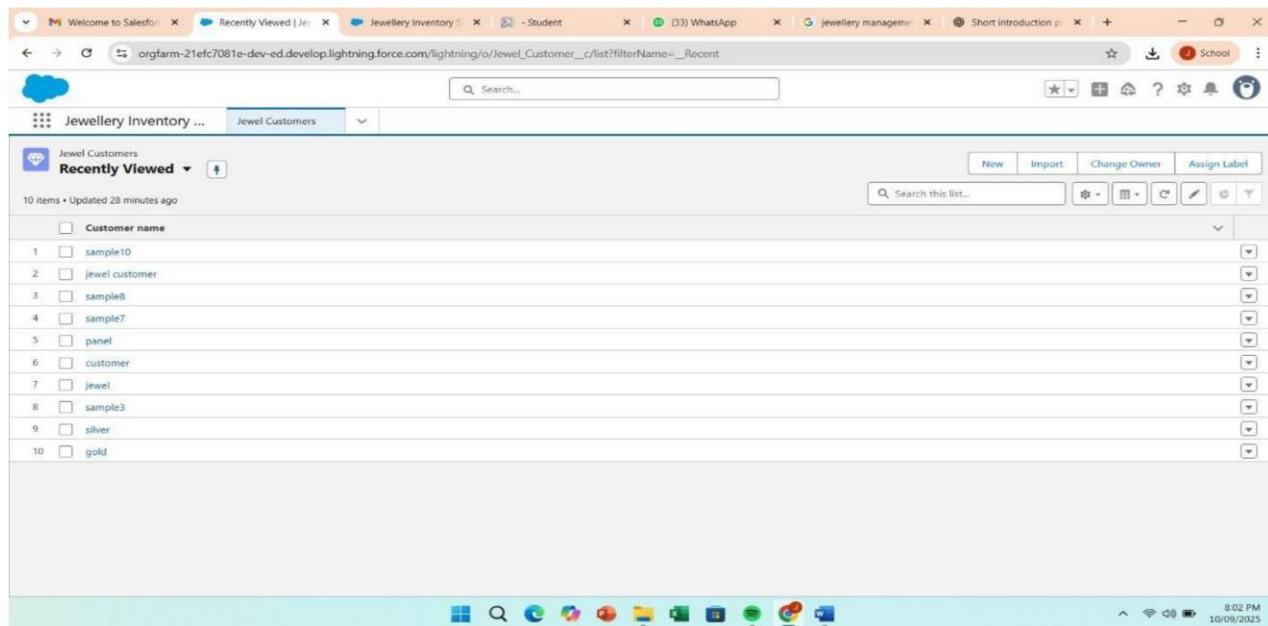 Welcome to Salesfor
Recently Viewed | Je
Jewellery Inventory S
- Student
(33) WhatsApp
jewellery manageme
Short introduction p
orgfarm-21efc7081e-dev-ed.develop.lightning.force.com/lightning/o/Jewel_Customer__c/list?filterName=__Recent
School
Search...
Jewellery Inventory ...
Jewel Customers
Jewel Customers
Recently Viewed
New
Import
Change Owner
Assign Label
10 items • Updated 28 minutes ago
Search this list...
Customer name
1 sample10
2 jewel customer
3 sample8
4 sample7
5 panel
6 customer
7 jewel
8 sample3
9 silver
10 gold
8:02 PM
10/09/2025